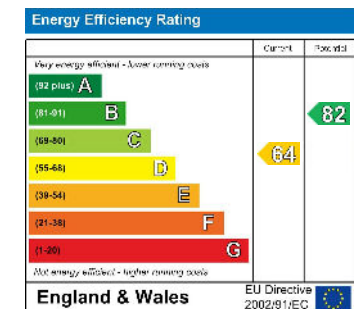 Energy Efficiency Rating
Current Potential
Very energy efficient - lower running costs
(92 plus) A
(81-91) B
82
(69-80) C
64
(55-68) D
(39-54) E
(21-38) F
(1-20) G
Not energy efficient - higher running costs
England & Wales
EU Directive
2002/91/EC